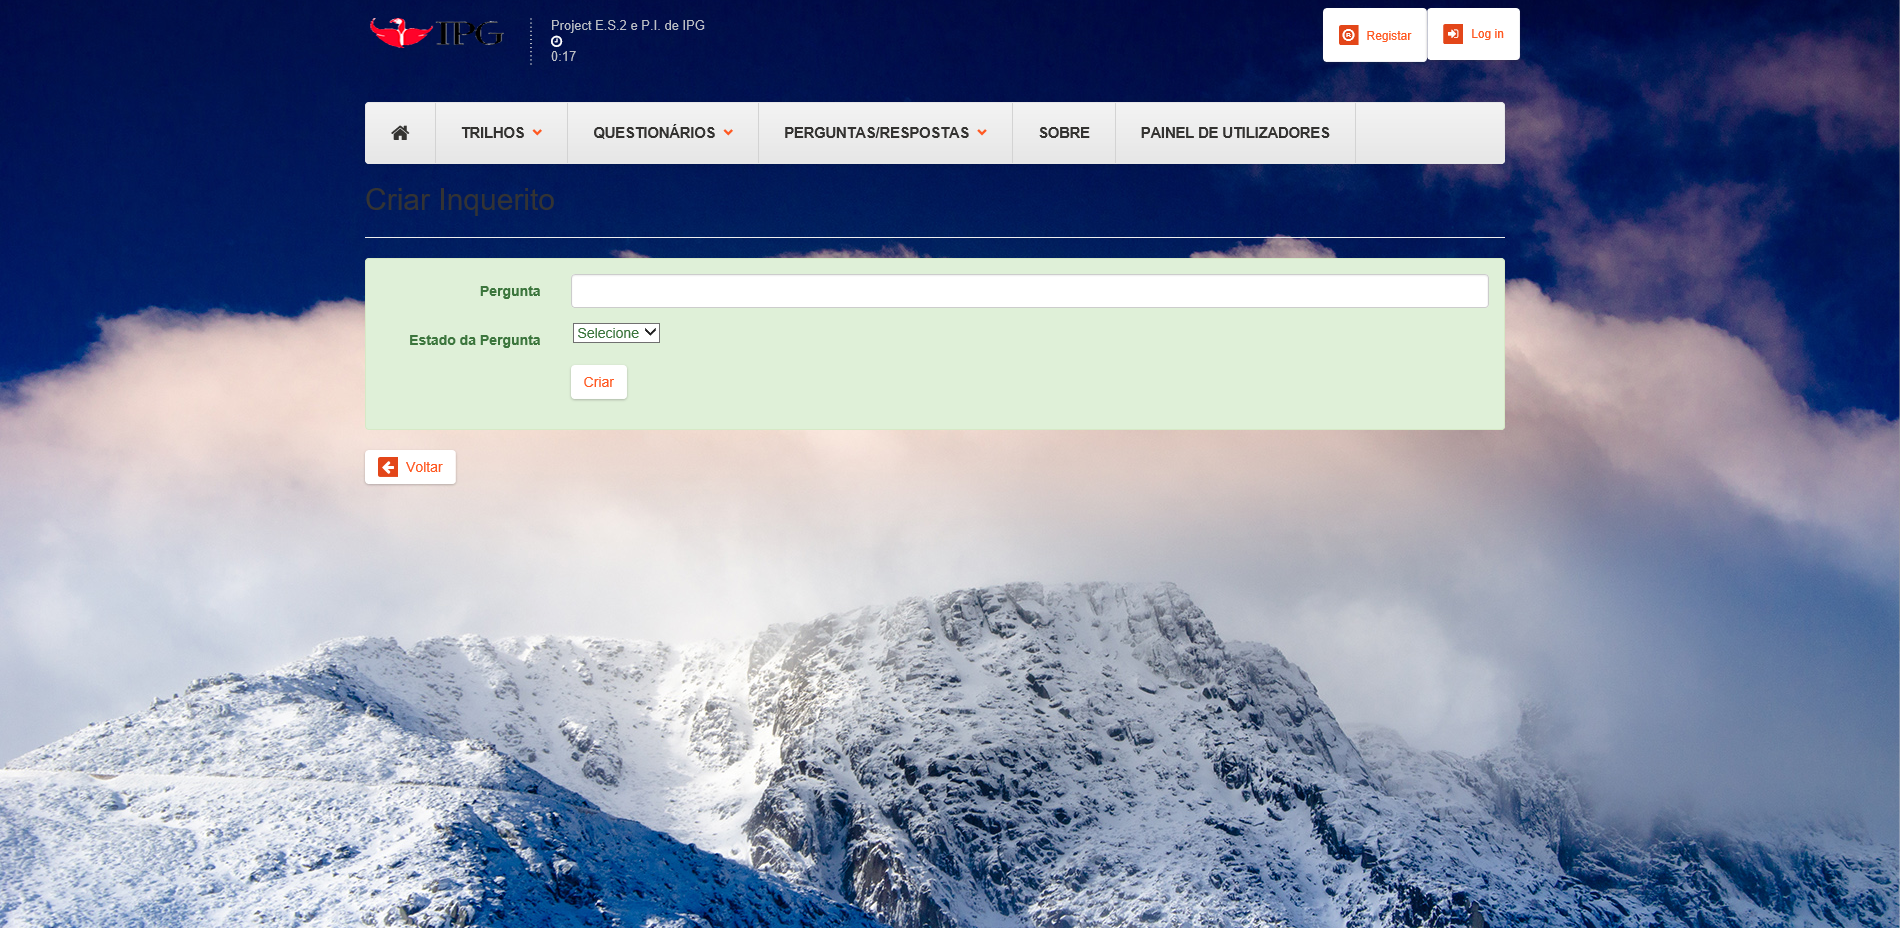 IPG
Project E.S.2 e P.I. de IPG
0:17
Registar
Log in
TRILHOS
QUESTIONÁRIOS
PERGUNTAS/RESPOSTAS
SOBRE
PAINEL DE UTILIZADORES
Criar Inquerito
Pergunta
Estado da Pergunta
Selecione
Criar
Voltar